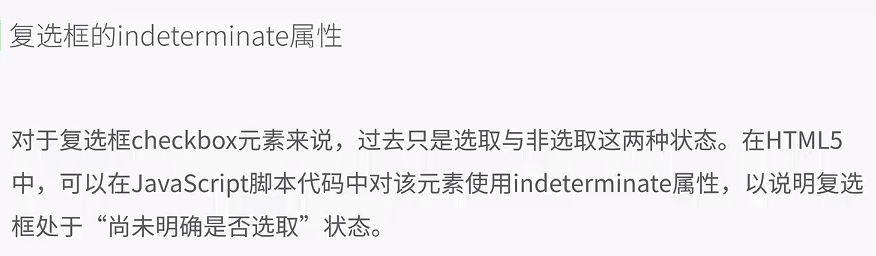 复选框的indeterminate属性
对于复选框checkbox元素来说，过去只是选取与非选取这两种状态。在HTML5
中，可以在JavaScript脚本代码中对该元素使用indeterminate属性，以说明复选
框处于“尚未明确是否选取”状态。